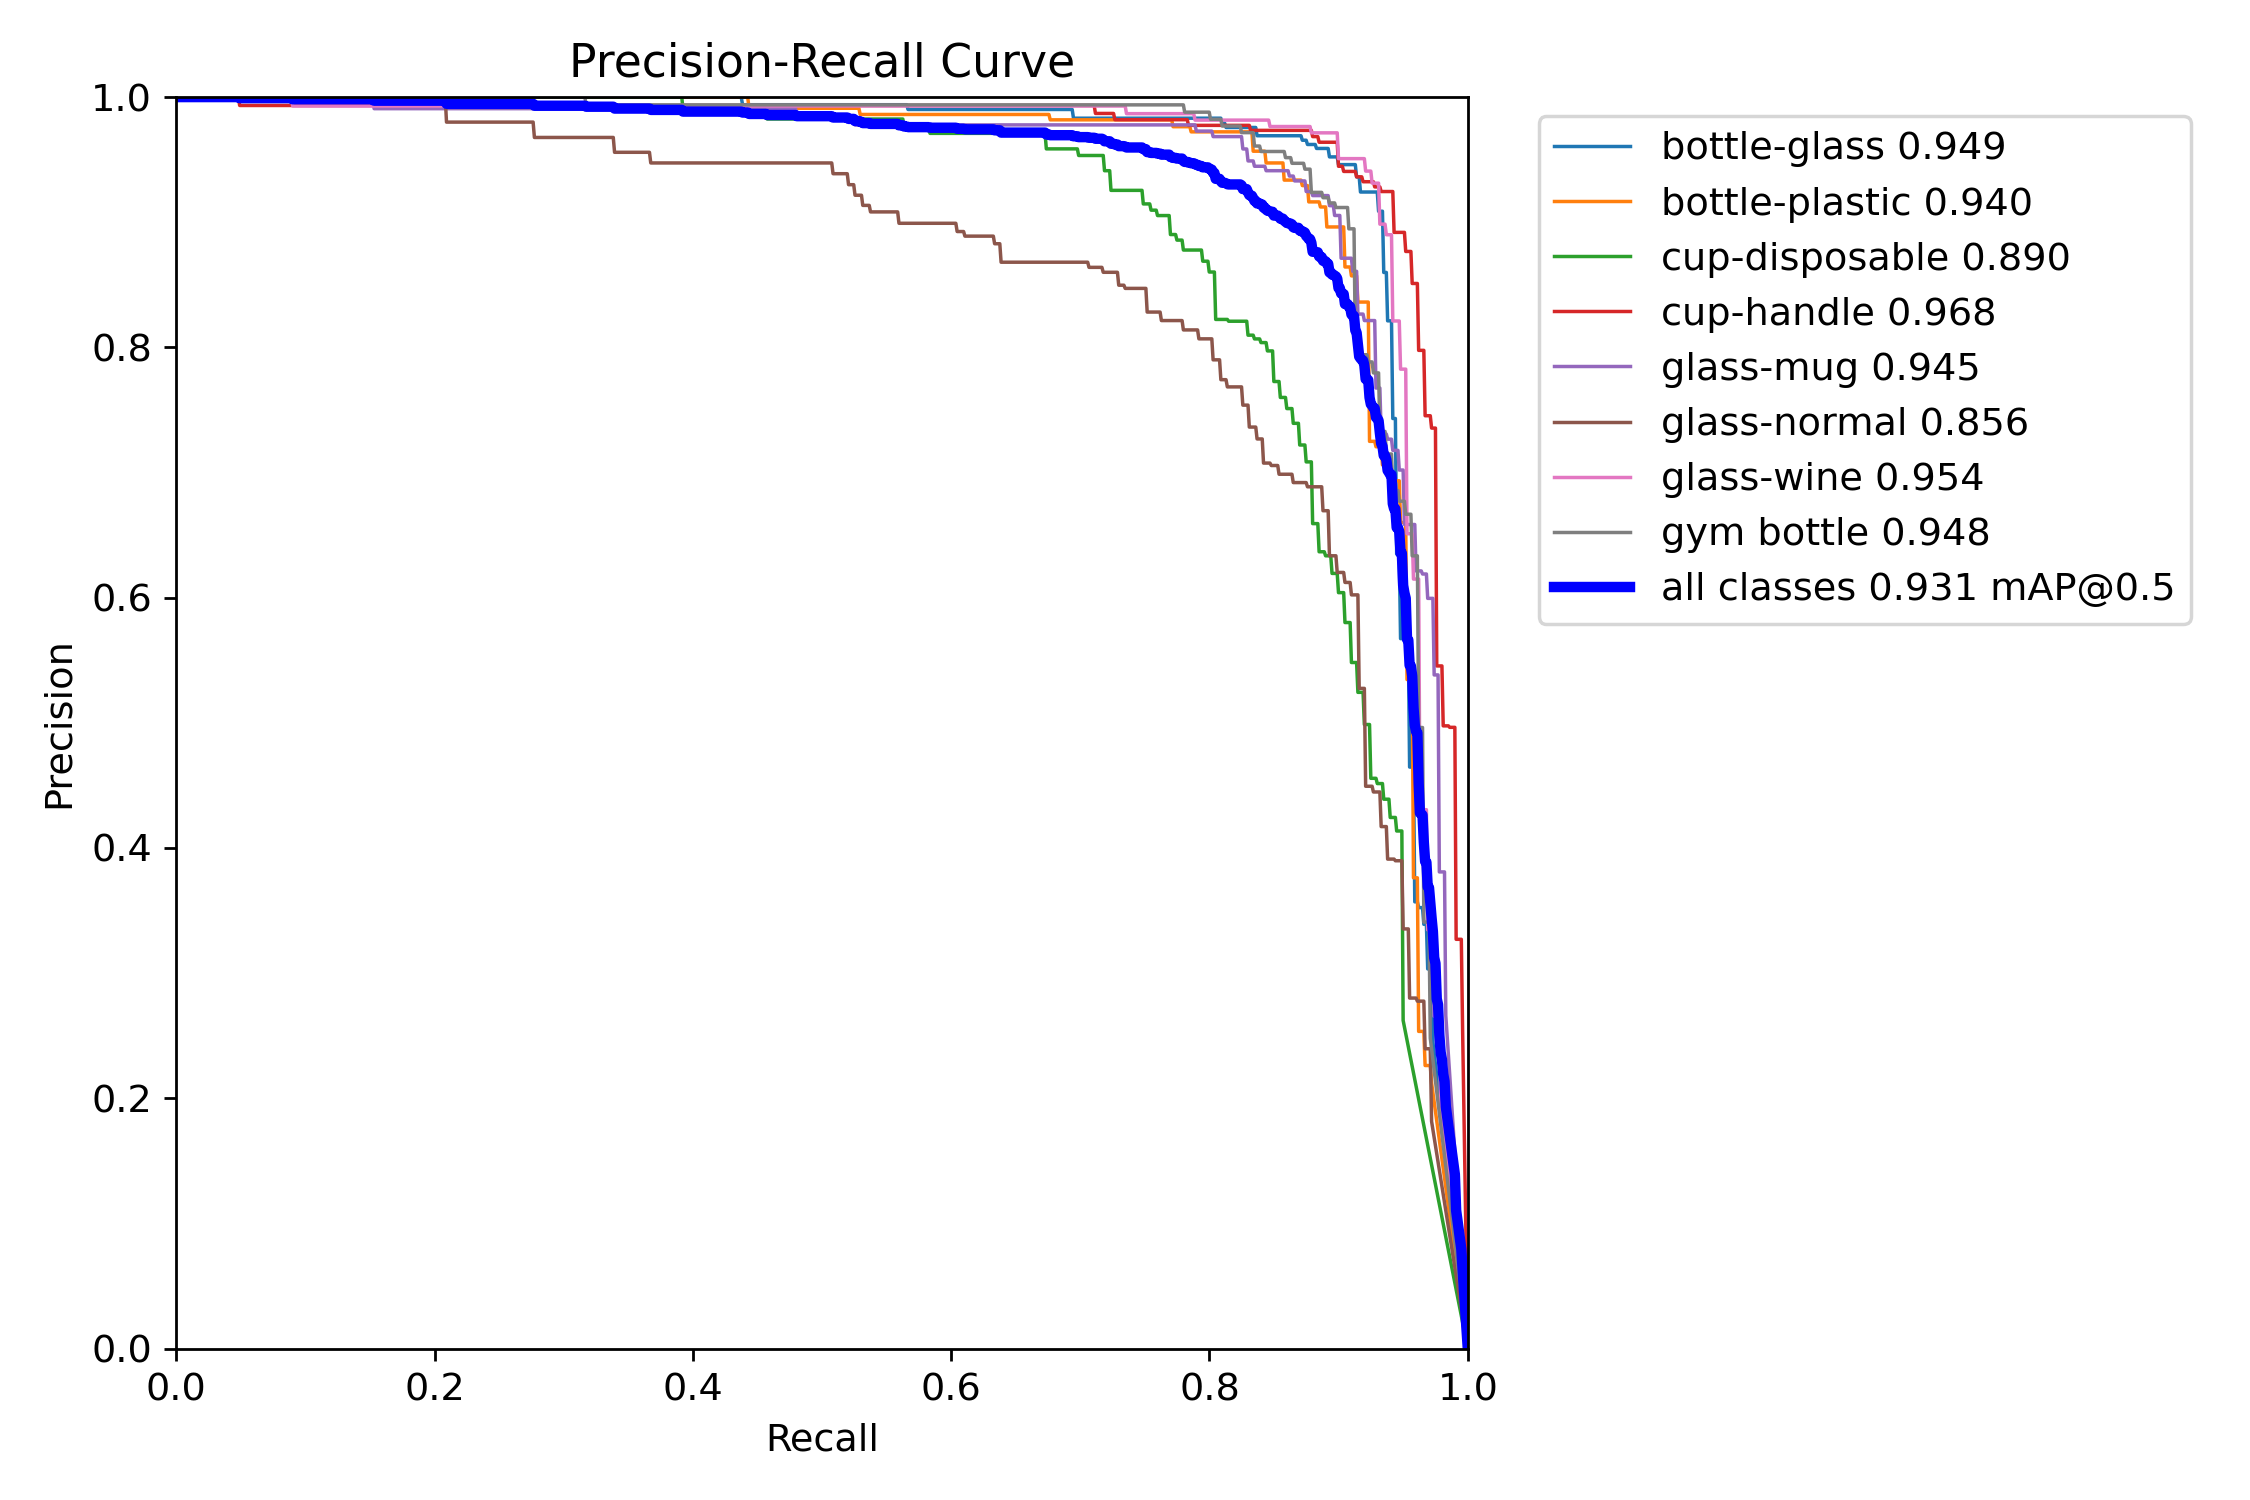 Precision-Recall Curve
1.0
0.8
0.6
0.4
0.2
0.0
Precision
0.0 0.2 0.4 0.6 0.8 1.0
Recall
bottle-glass 0.949
bottle-plastic 0.940
cup-disposable 0.890
cup-handle 0.968
glass-mug 0.945
glass-normal 0.856
glass-wine 0.954
gym bottle 0.948
all classes 0.931 mAP@0.5